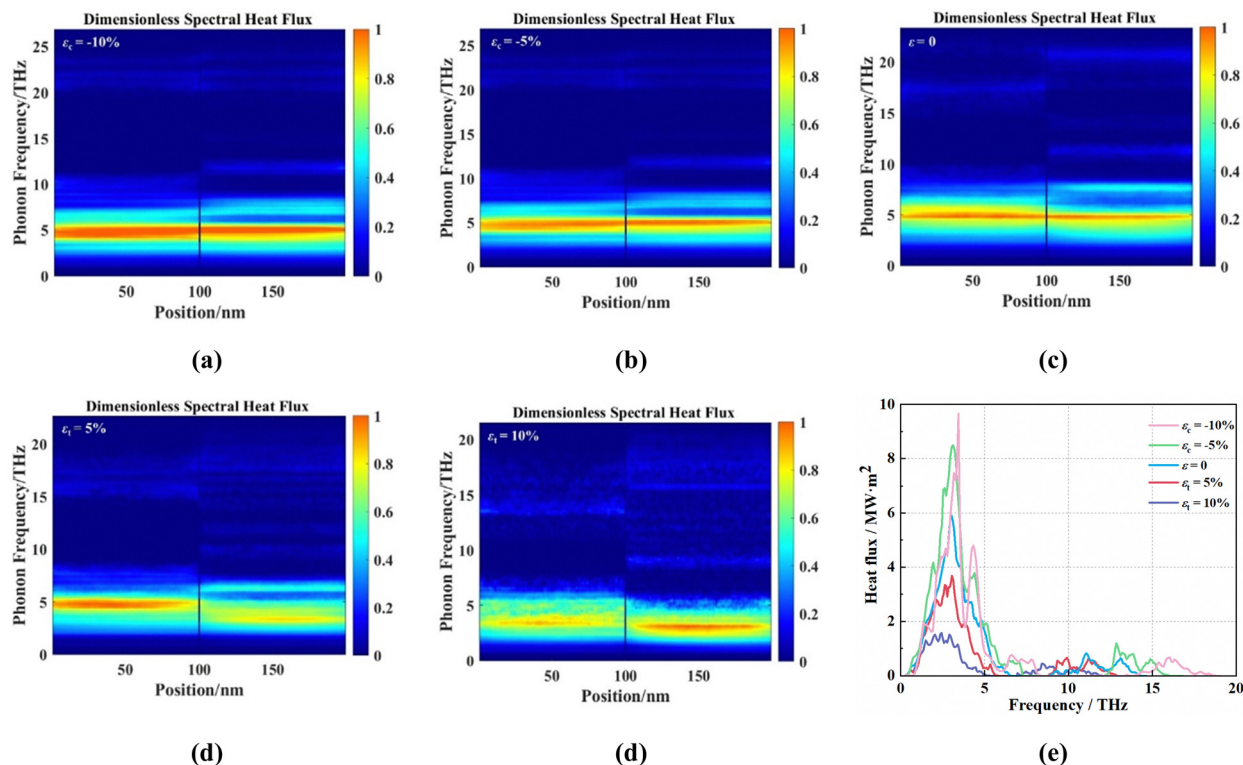 Dimensionless Spectral Heat Flux
εc = -10%
Phonon Frequency/THz
25
20
15
10
5
0
50 100 150
Position/nm
1
0.8
0.6
0.4
0.2
0
(a)
Dimensionless Spectral Heat Flux
εc = -5%
Phonon Frequency/THz
25
20
15
10
5
0
50 100 150
Position/nm
1
0.8
0.6
0.4
0.2
0
(b)
Dimensionless Spectral Heat Flux
ε = 0
Phonon Frequency/THz
20
15
10
5
0
50 100 150
Position/nm
1
0.8
0.6
0.4
0.2
0
(c)
Dimensionless Spectral Heat Flux
εt = 5%
Phonon Frequency/THz
20
15
10
5
0
50 100 150
Position/nm
1
0.8
0.6
0.4
0.2
0
(d)
Dimensionless Spectral Heat Flux
εt = 10%
Phonon Frequency/THz
20
15
10
5
0
50 100 150
Position/nm
1
0.8
0.6
0.4
0.2
0
(d)
Heat flux / MW·m²
10
8
6
4
2
0
εc = -10%
εc = -5%
ε = 0
εt = 5%
εt = 10%
0 5 10 15 20
Frequency / THz
(e)